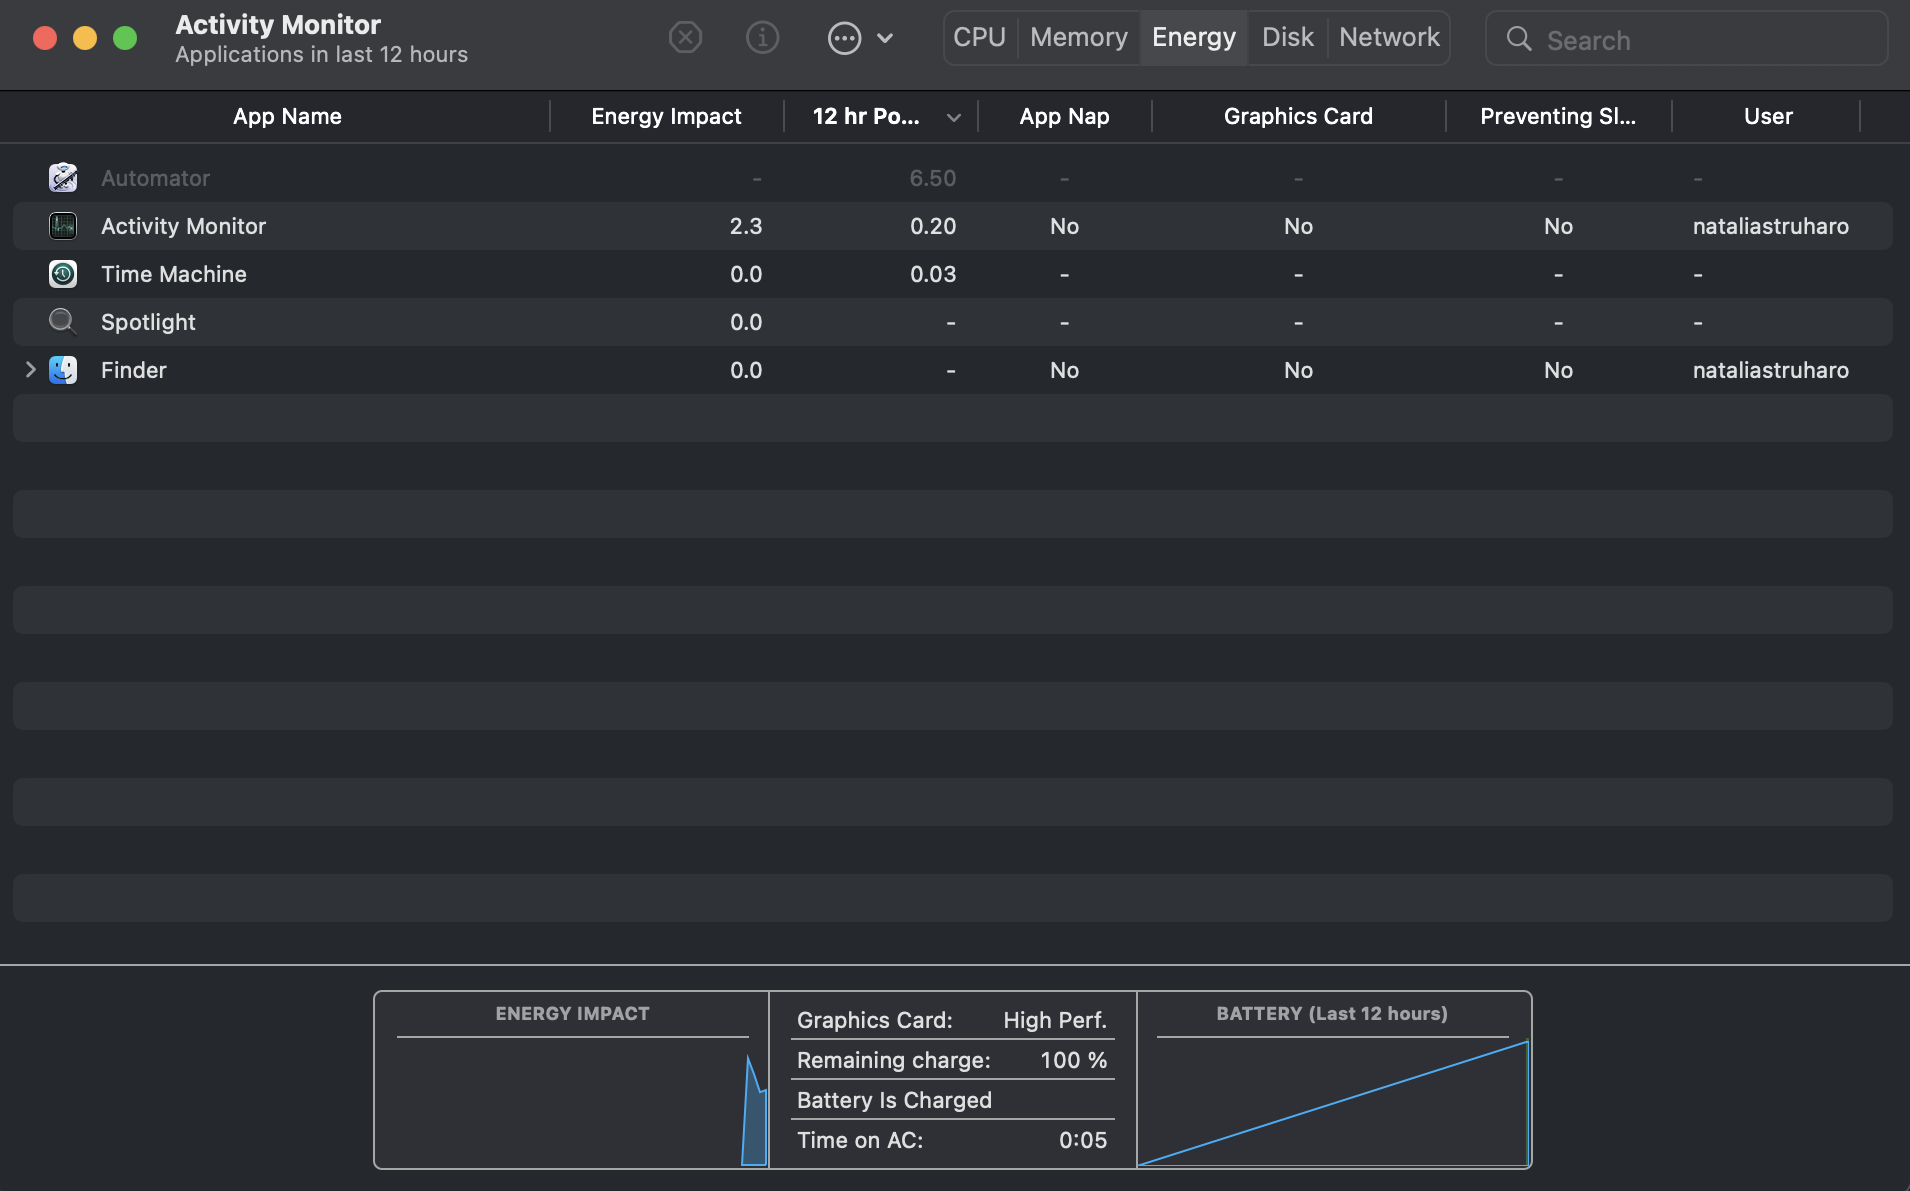 Activity Monitor
Applications in last 12 hours
CPU Memory Energy Disk Network
Search
App Name Energy Impact 12 hr Po... App Nap Graphics Card Preventing Sl... User
Automator - 6.50 - - - -
Activity Monitor 2.3 0.20 No No No nataliastruharo
Time Machine 0.0 0.03 - - - -
Spotlight 0.0 - - - - -
Finder 0.0 - No No No nataliastruharo
ENERGY IMPACT
Graphics Card: High Perf.
Remaining charge: 100 %
Battery Is Charged
Time on AC: 0:05
BATTERY (Last 12 hours)